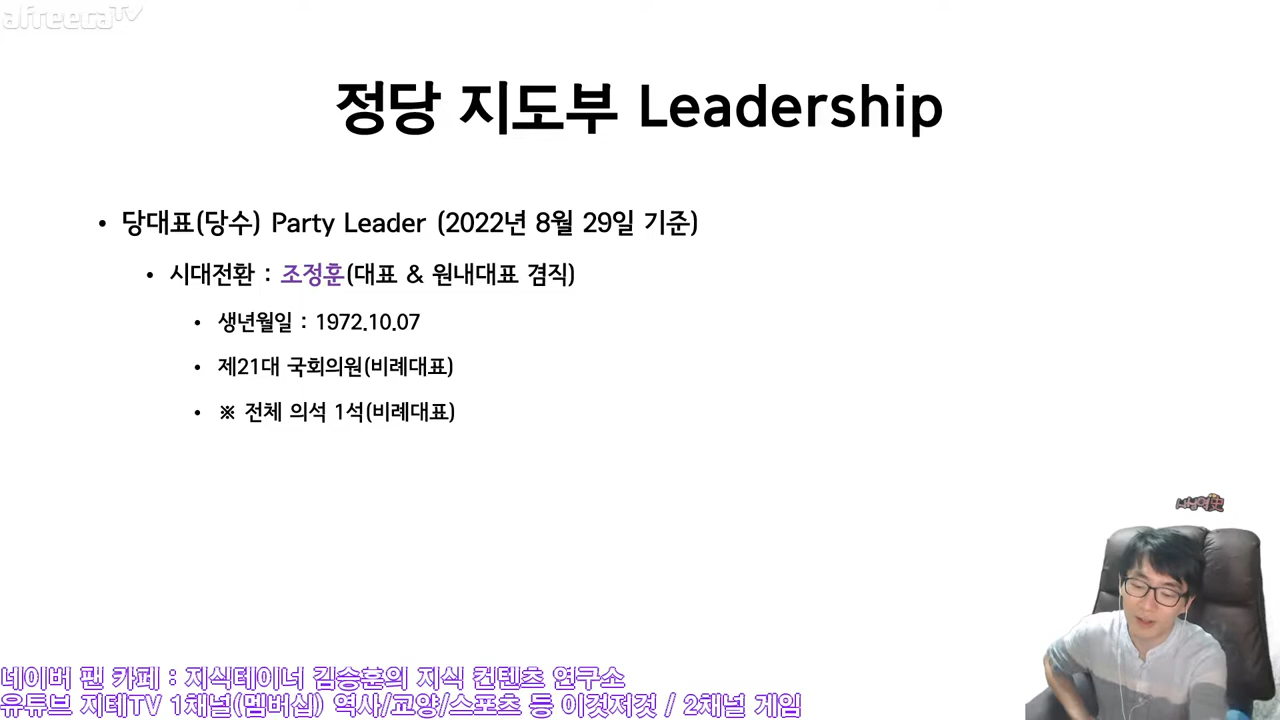 afreecaTV
정당 지도부 Leadership
• 당대표(당수) Party Leader (2022년 8월 29일 기준)
• 시대전환 : 조정훈(대표 & 원내대표 겸직)
• 생년월일 : 1972.10.07
• 제21대 국회의원(비례대표)
• ※ 전체 의석 1석(비례대표)
네이버 팬 카페 : 지식테이너 김승훈의 지식 컨텐츠 연구소
유튜브 지테TV 1채널(멤버십) 역사/교양/스포츠 등 이것저것 / 2채널 게임